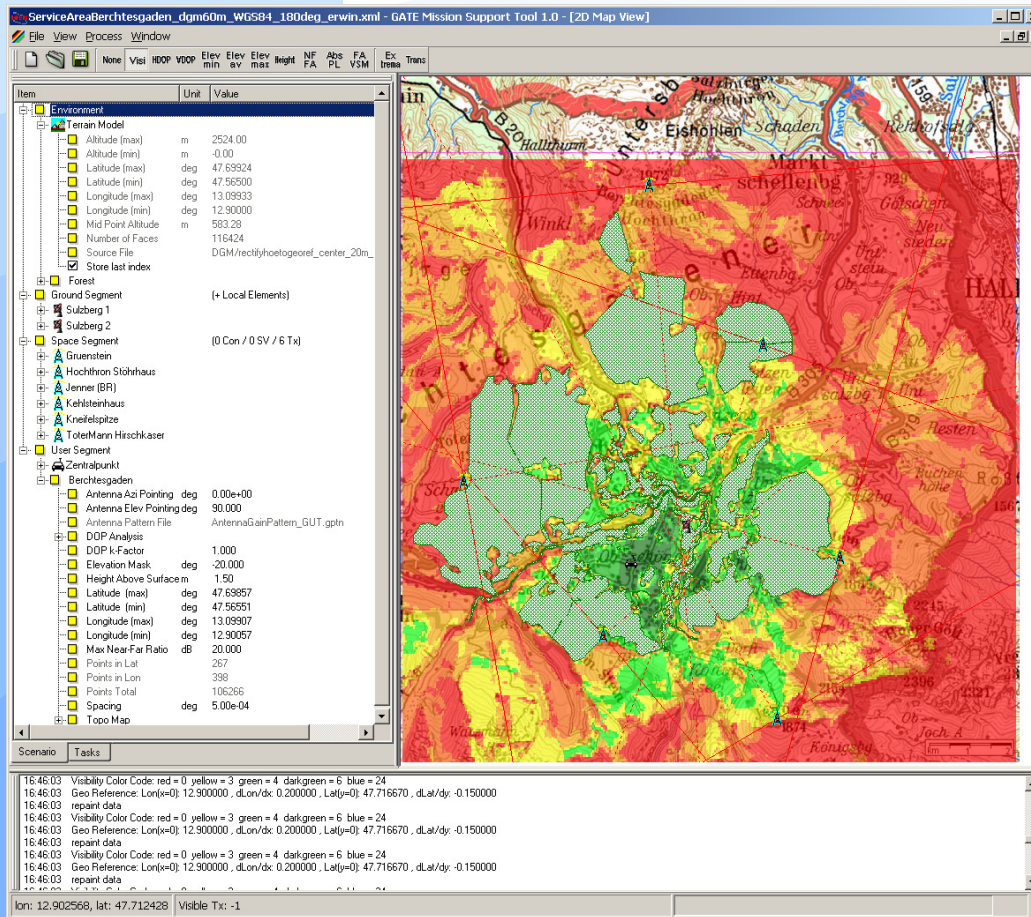 ServiceAreaBerchtesgaden_dgm60m_WGS84_180deg_erwin.xml - GATE Mission Support Tool 1.0 - [2D Map View]
File View Process Window
None Visi HDOP VDOP Elev min Elev av Elev max Height NF FA Abs PL FA VSM Ex trema Trans
Item Unit Value
Environment
Terrain Model
Altitude (max) m 2524.00
Altitude (min) m -0.00
Latitude (max) deg 47.69924
Latitude (min) deg 47.56500
Longitude (max) deg 13.09933
Longitude (min) deg 12.90000
Mid Point Altitude m 583.28
Number of Faces 116424
Source File DGM/rectifyhoetogeoref_center_20m_
Store last index
Forest
Ground Segment (+ Local Elements)
Sulzberg 1
Sulzberg 2
Space Segment (0 Con / 0 SV / 6 Tx)
Gruenstein
Hochthron Stöhrhaus
Jenner (BR)
Kehlsteinhaus
Kneifelspitze
ToterMann Hirschkaser
User Segment
Zentralpunkt
Berchtesgaden
Antenna Azi Pointing deg 0.00e+00
Antenna Elev Pointing deg 90.000
Antenna Pattern File AntennaGainPattern_GUT.gptn
DOP Analysis
DOP k-Factor 1.000
Elevation Mask deg -20.000
Height Above Surface m 1.50
Latitude (max) deg 47.69857
Latitude (min) deg 47.56551
Longitude (max) deg 13.09907
Longitude (min) deg 12.90057
Max Near-Far Ratio dB 20.000
Points in Lat 267
Points in Lon 398
Points Total 106266
Spacing deg 5.00e-04
Topo Map
Scenario Tasks
B 20
Hallthurm
Eishöhlen
Schaden
159
1972
Markt
schellenbg
929
Götschen
Winkl
Schnee
Ettenbg
HAL
2245
2396
2321
1874
Joch A
Königsbg
km
16:46:03 Visibility Color Code: red = 0 yellow = 3 green = 4 darkgreen = 6 blue = 24
16:46:03 Geo Reference: Lon(x=0): 12.900000 , dLon/dx: 0.200000 , Lat(y=0): 47.716670 , dLat/dy: -0.150000
16:46:03 repaint data
16:46:03 Visibility Color Code: red = 0 yellow = 3 green = 4 darkgreen = 6 blue = 24
16:46:03 Geo Reference: Lon(x=0): 12.900000 , dLon/dx: 0.200000 , Lat(y=0): 47.716670 , dLat/dy: -0.150000
16:46:03 repaint data
16:46:03 Visibility Color Code: red = 0 yellow = 3 green = 4 darkgreen = 6 blue = 24
16:46:03 Geo Reference: Lon(x=0): 12.900000 , dLon/dx: 0.200000 , Lat(y=0): 47.716670 , dLat/dy: -0.150000
16:46:03 repaint data
lon: 12.902568, lat: 47.712428 Visible Tx: -1